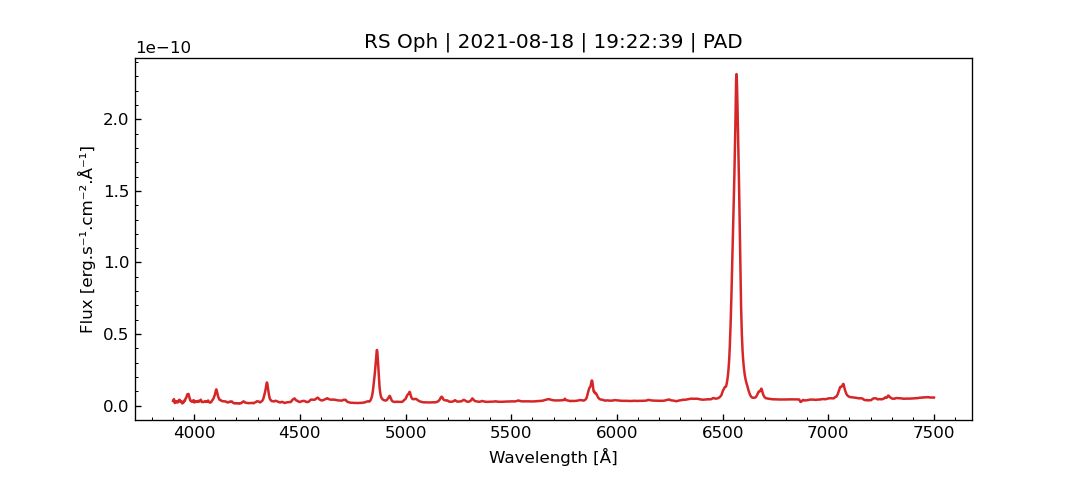 RS Oph | 2021-08-18 | 19:22:39 | PAD
1e−10
2.0
1.5
1.0
0.5
0.0
Flux [erg.s⁻¹.cm⁻².Å⁻¹]
4000 4500 5000 5500 6000 6500 7000 7500
Wavelength [Å]